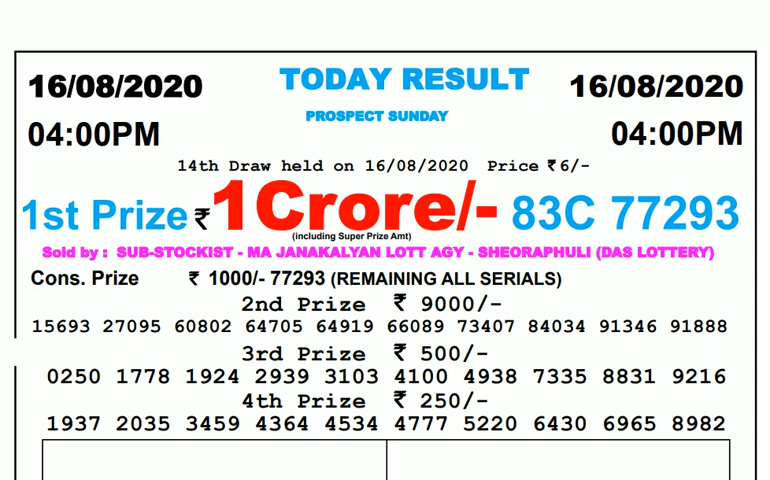 TODAY RESULT
16/08/2020 16/08/2020
PROSPECT SUNDAY
04:00PM 04:00PM
14th Draw held on 16/08/2020 Price ₹6/-
1st Prize ₹1Crore/- 83C 77293
(including Super Prize Amt)
Sold by : SUB-STOCKIST - MA JANAKALYAN LOTT AGY - SHEORAPHULI (DAS LOTTERY)
Cons. Prize ₹ 1000/- 77293 (REMAINING ALL SERIALS)
2nd Prize ₹ 9000/-
15693 27095 60802 64705 64919 66089 73407 84034 91346 91888
3rd Prize ₹ 500/-
0250 1778 1924 2939 3103 4100 4938 7335 8831 9216
4th Prize ₹ 250/-
1937 2035 3459 4364 4534 4777 5220 6430 6965 8982